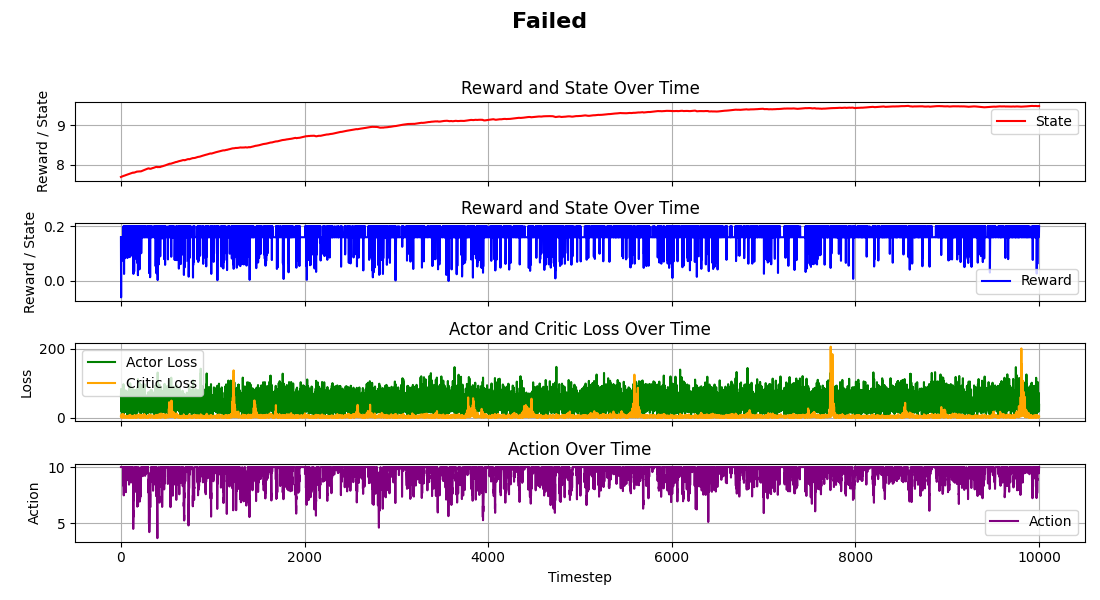 Failed
Reward and State Over Time
Reward / State
9
8
State
Reward and State Over Time
Reward / State
0.2
0.0
Reward
Actor and Critic Loss Over Time
Loss
200
0
Actor Loss
Critic Loss
Action Over Time
Action
10
5
Action
0 2000 4000 6000 8000 10000
Timestep